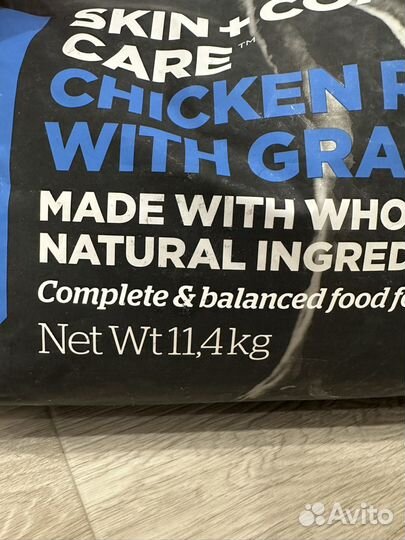 SKIN + CO
CARE™
CHICKEN
WITH GRA
MADE WITH WHO
NATURAL INGRED
Complete & balanced food fo
Net Wt 11,4 kg
Avito